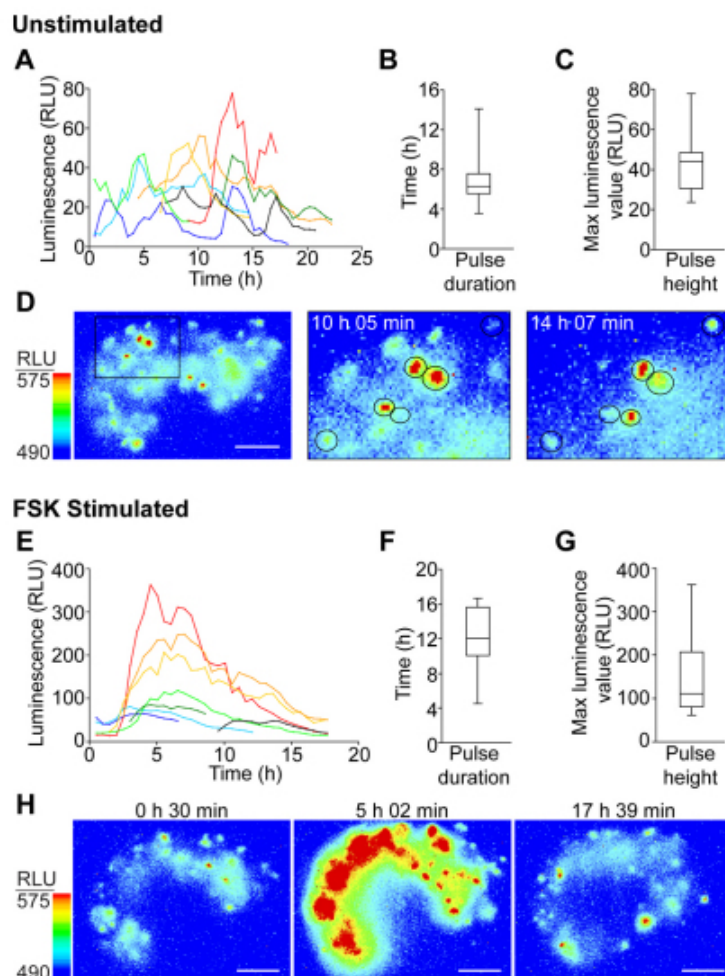 Unstimulated
A
Luminescence (RLU)
80
60
40
20
0
0 5 10 15 20 25
Time (h)
B
Time (h)
16
12
8
4
0
Pulse
duration
C
Max luminescence
value (RLU)
80
60
40
20
0
Pulse
height
D
RLU
575
490
10 h 05 min
14 h 07 min
FSK Stimulated
E
Luminescence (RLU)
400
300
200
100
0
0 5 10 15 20
Time (h)
F
Time (h)
20
16
12
8
4
0
Pulse
duration
G
Max luminescence
value (RLU)
400
300
200
100
0
Pulse
height
H
0 h 30 min
5 h 02 min
17 h 39 min
RLU
575
490